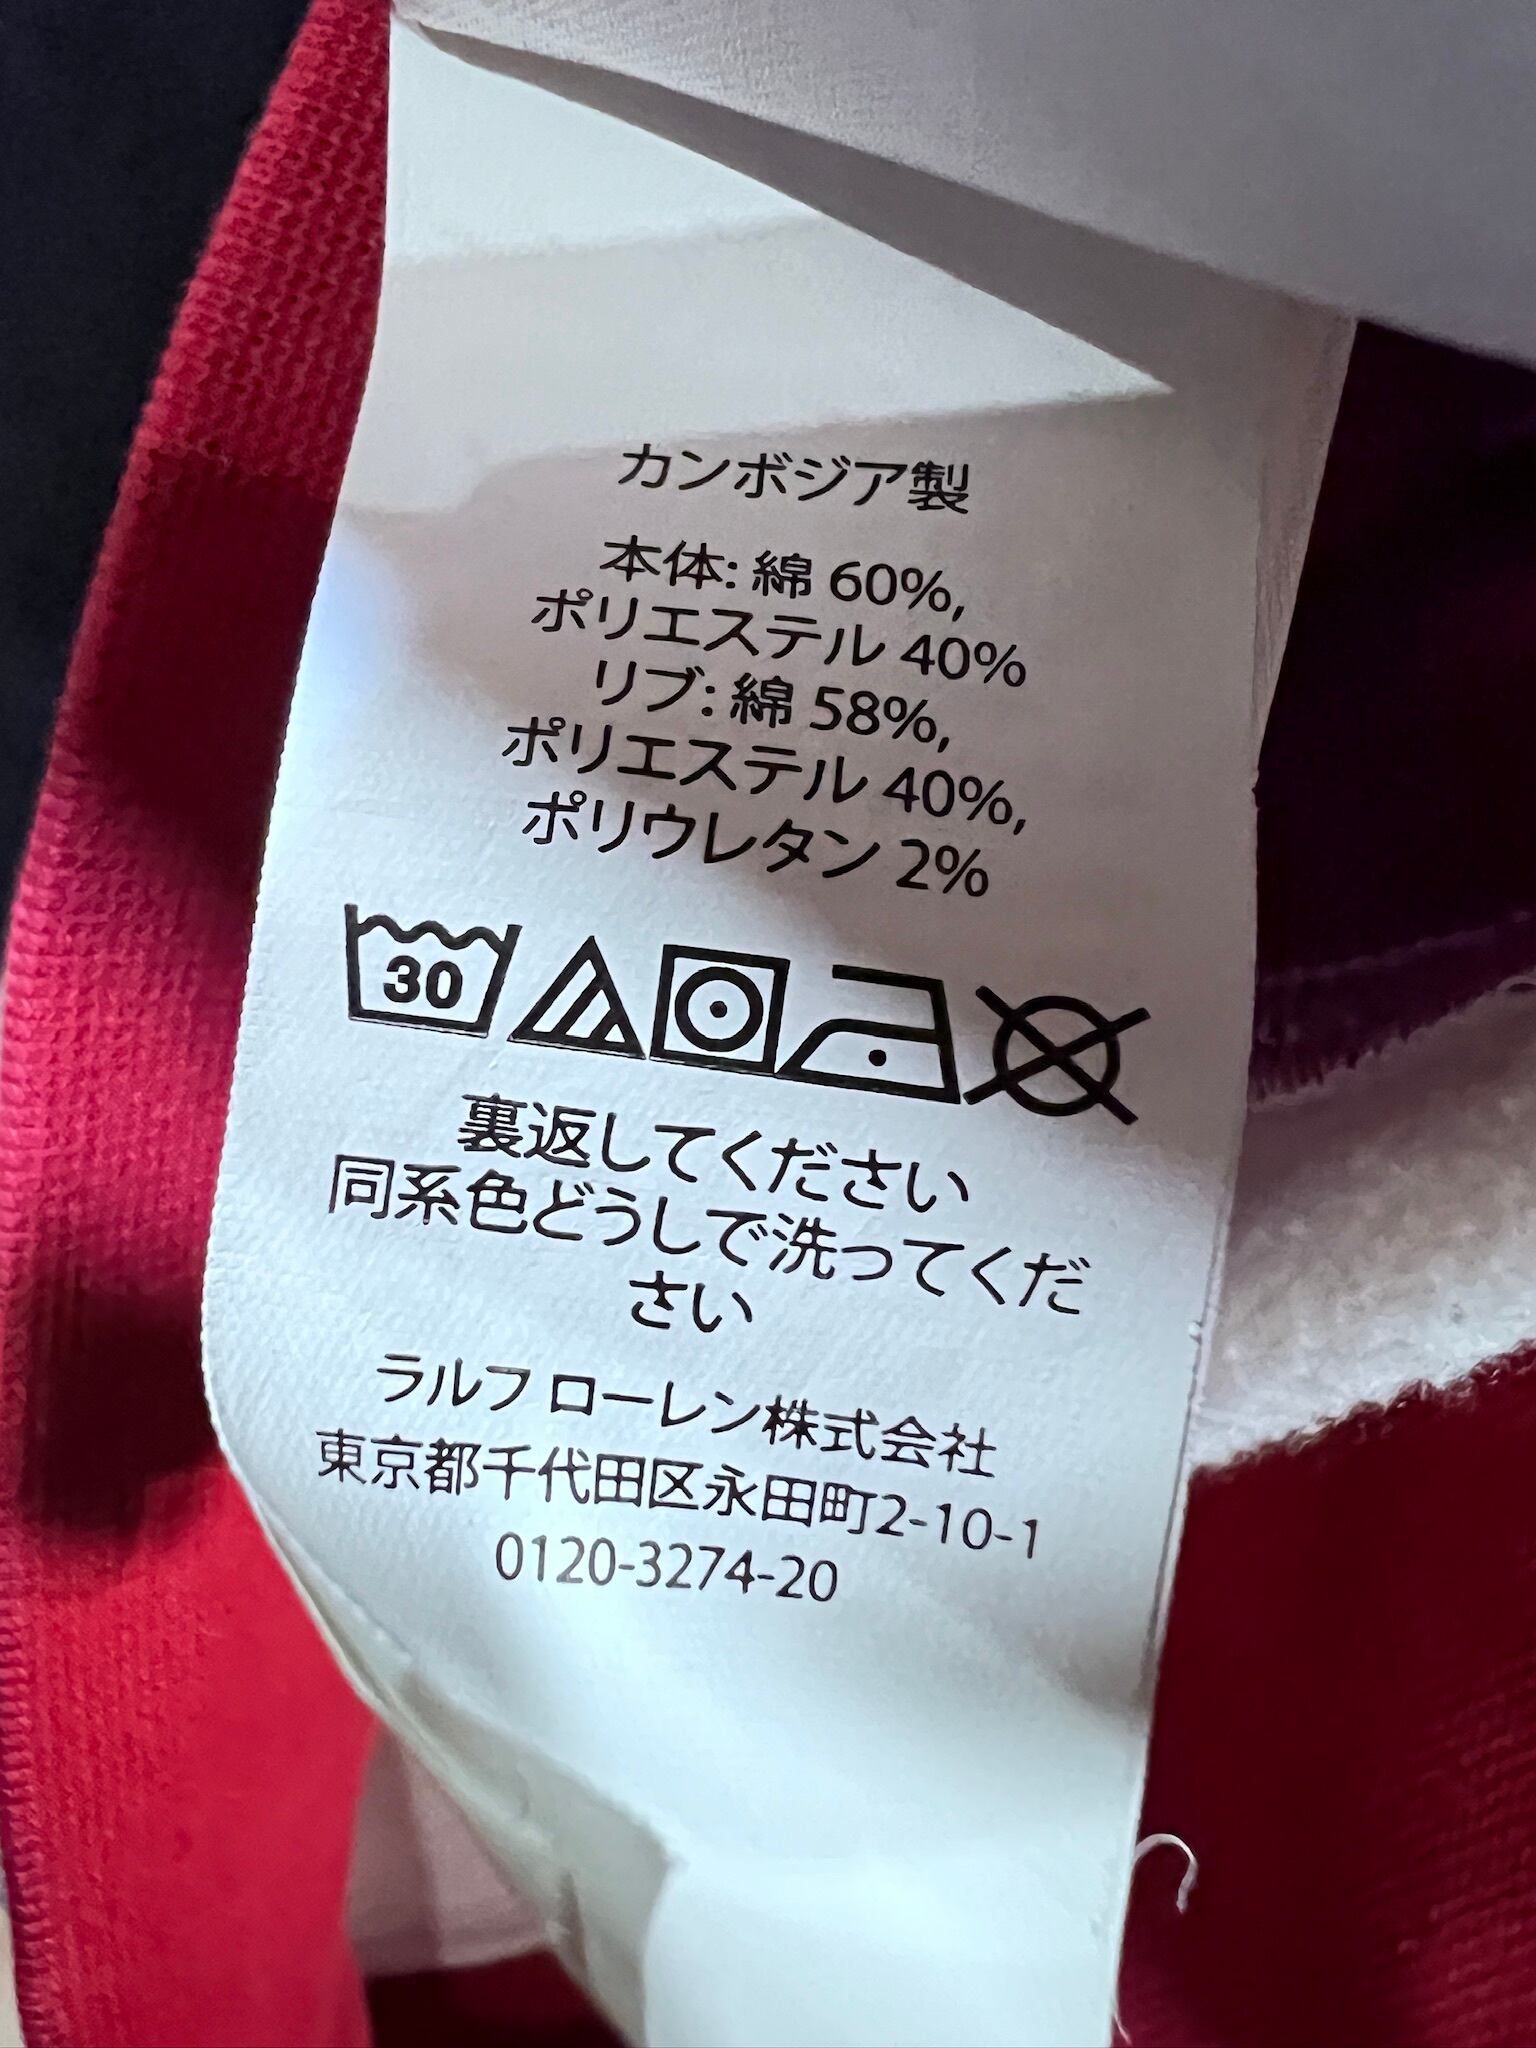 カンボジア製
本体: 綿 60%,
ポリエステル 40%
リブ: 綿 58%,
ポリエステル 40%,
ポリウレタン 2%
30
裏返してください
同系色どうしで洗ってくだ
さい
ラルフ ローレン株式会社
東京都千代田区永田町2-10-1
0120-3274-20